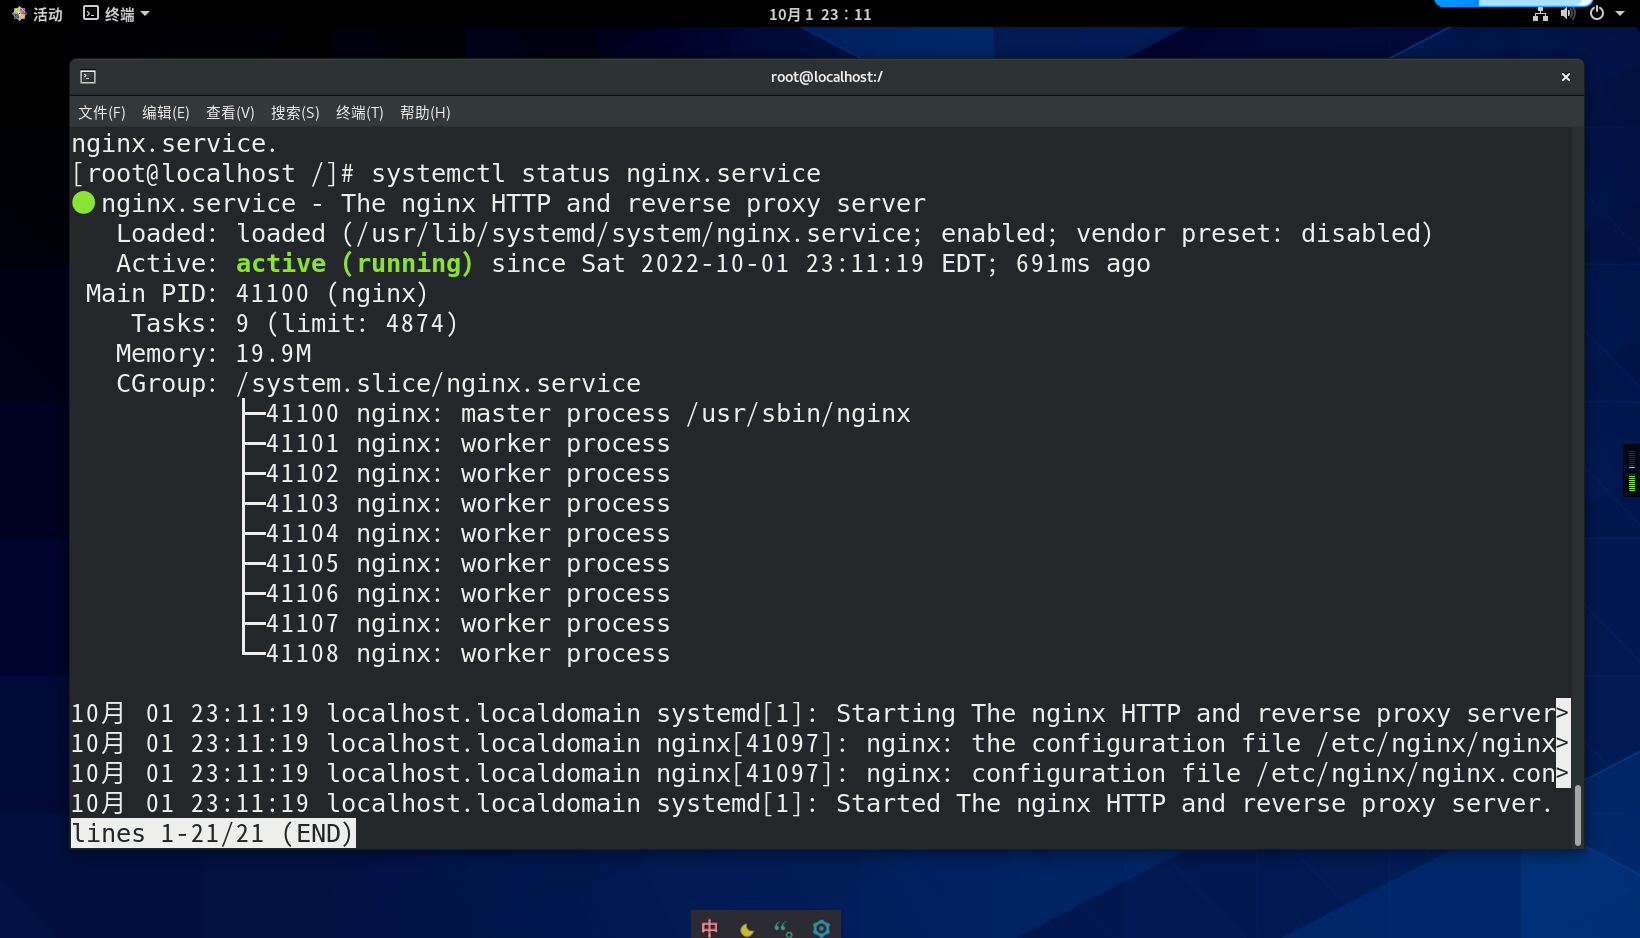 活动 终端 10月 1 23：11
root@localhost:/
文件(F) 编辑(E) 查看(V) 搜索(S) 终端(T) 帮助(H)
nginx.service.
[root@localhost /]# systemctl status nginx.service
●nginx.service - The nginx HTTP and reverse proxy server
Loaded: loaded (/usr/lib/systemd/system/nginx.service; enabled; vendor preset: disabled)
Active: active (running) since Sat 2022-10-01 23:11:19 EDT; 691ms ago
Main PID: 41100 (nginx)
Tasks: 9 (limit: 4874)
Memory: 19.9M
CGroup: /system.slice/nginx.service
├─41100 nginx: master process /usr/sbin/nginx
├─41101 nginx: worker process
├─41102 nginx: worker process
├─41103 nginx: worker process
├─41104 nginx: worker process
├─41105 nginx: worker process
├─41106 nginx: worker process
├─41107 nginx: worker process
└─41108 nginx: worker process
10月 01 23:11:19 localhost.localdomain systemd[1]: Starting The nginx HTTP and reverse proxy server>
10月 01 23:11:19 localhost.localdomain nginx[41097]: nginx: the configuration file /etc/nginx/nginx>
10月 01 23:11:19 localhost.localdomain nginx[41097]: nginx: configuration file /etc/nginx/nginx.con>
10月 01 23:11:19 localhost.localdomain systemd[1]: Started The nginx HTTP and reverse proxy server.
lines 1-21/21 (END)
中